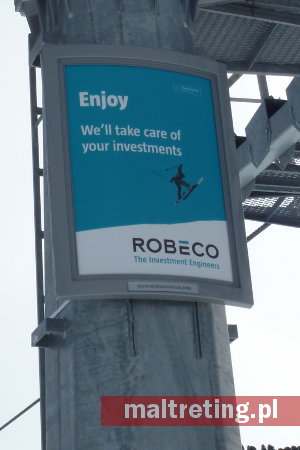 Enjoy
We'll take care of
your investments
ROBECO
The Investment Engineers
maltreting.pl